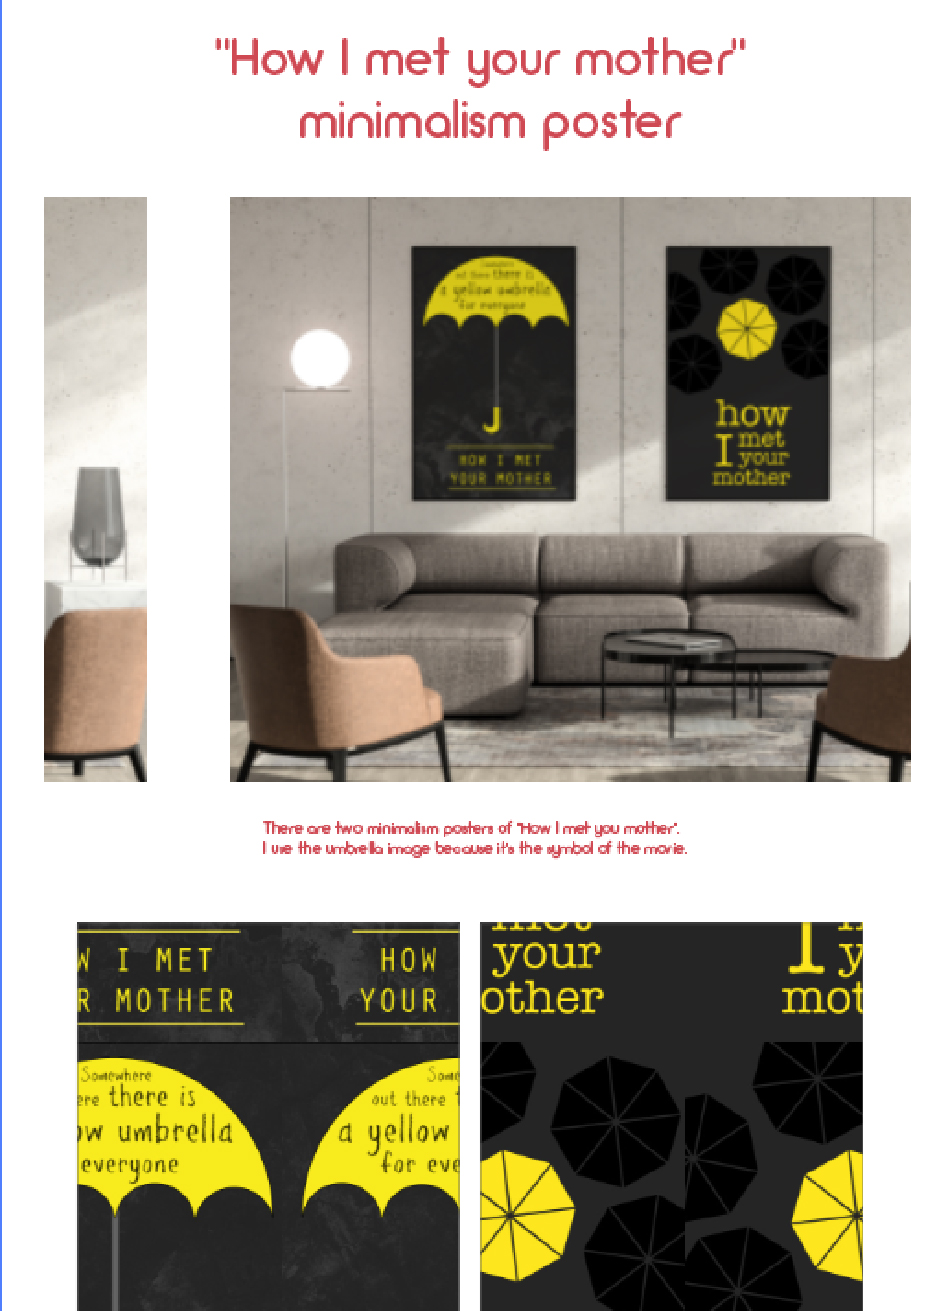 "How I met your mother"
minimalism poster
Somewhere
out there there is
a yellow umbrella
for everyone
HOW I MET
YOUR MOTHER
how
I met
your
mother
There are two minimalism posters of "How I met you mother".
I use the umbrella image because it's the symbol of the movie.
W I MET
R MOTHER
HOW
YOUR
Somewhere
ere there is
ow umbrella
everyone
Som
out there t
a yellow
for eve
your
other
I
y
mot